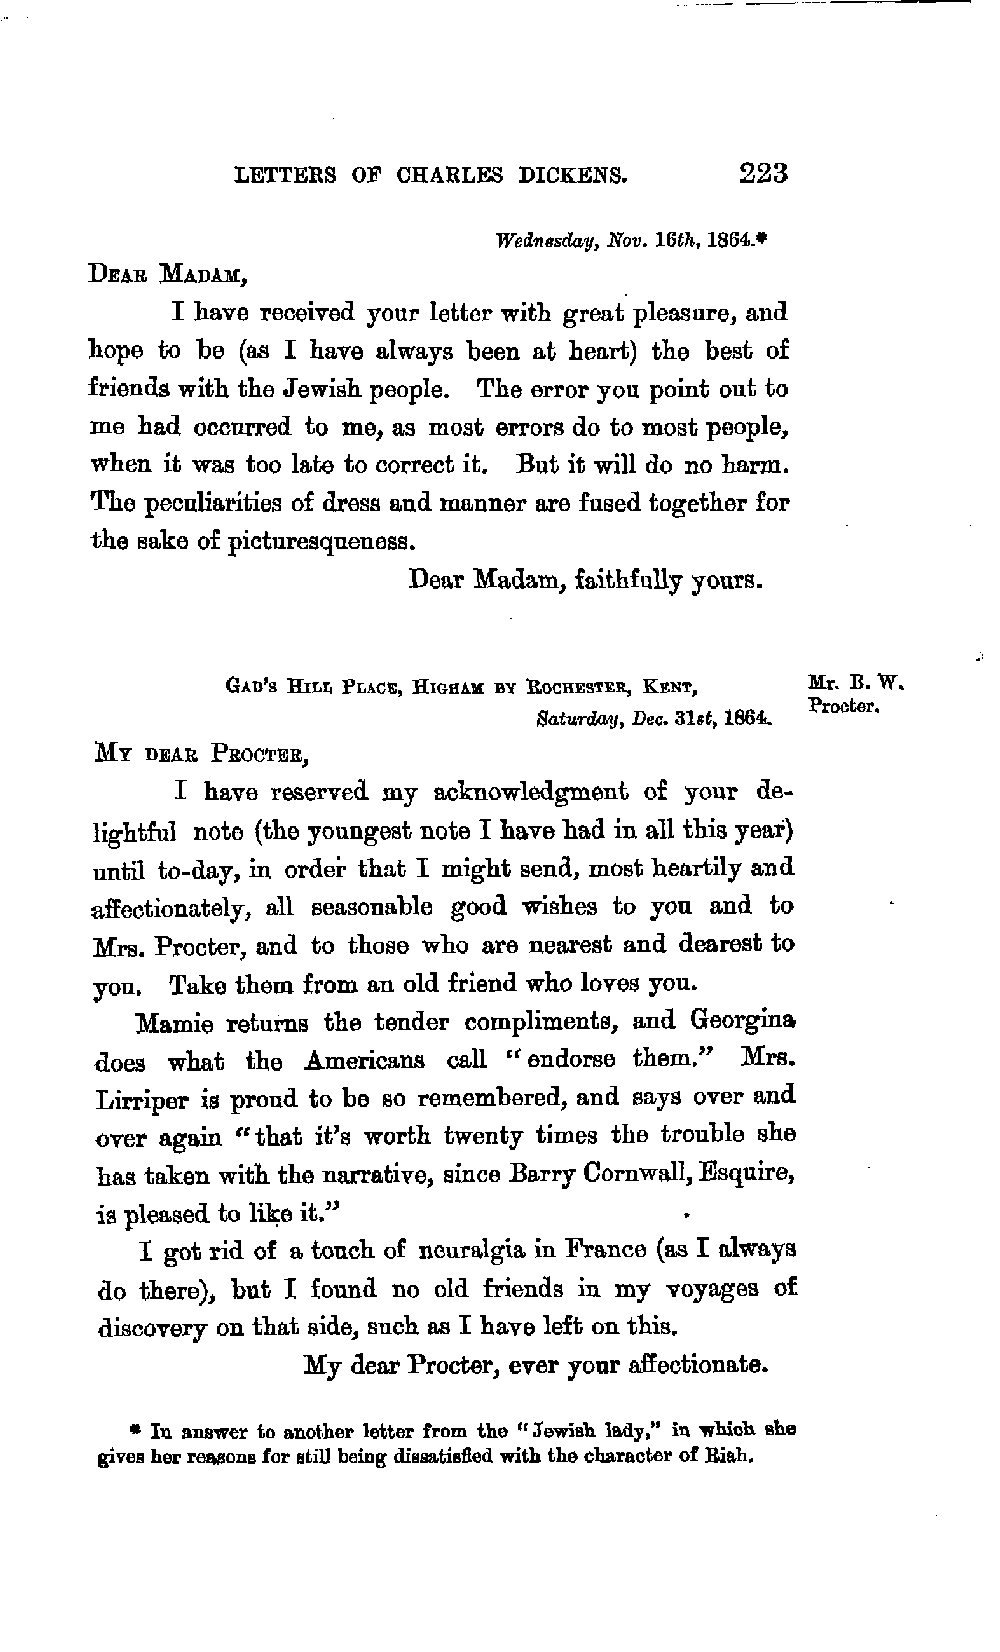 LETTERS OF CHARLES DICKENS. 223
Wednesday, Nov. 16th, 1864.*
DEAR MADAM,
I have received your letter with great pleasure, and
hope to be (as I have always been at heart) the best of
friends with the Jewish people. The error you point out to
me had occurred to me, as most errors do to most people,
when it was too late to correct it. But it will do no harm.
The peculiarities of dress and manner are fused together for
the sake of picturesqueness.
Dear Madam, faithfully yours.
GAD'S HILL PLACE, HIGHAM BY ROCHESTER, KENT,
Saturday, Dec. 31st, 1864.
Mr. B. W.
Procter.
MY DEAR PROCTER,
I have reserved my acknowledgment of your de-
lightful note (the youngest note I have had in all this year)
until to-day, in order that I might send, most heartily and
affectionately, all seasonable good wishes to you and to
Mrs. Procter, and to those who are nearest and dearest to
you. Take them from an old friend who loves you.
Mamie returns the tender compliments, and Georgina
does what the Americans call "endorse them." Mrs.
Lirriper is proud to be so remembered, and says over and
over again "that it's worth twenty times the trouble she
has taken with the narrative, since Barry Cornwall, Esquire,
is pleased to like it."
I got rid of a touch of neuralgia in France (as I always
do there), but I found no old friends in my voyages of
discovery on that side, such as I have left on this.
My dear Procter, ever your affectionate.
* In answer to another letter from the "Jewish lady," in which she
gives her reasons for still being dissatisfied with the character of Riah.